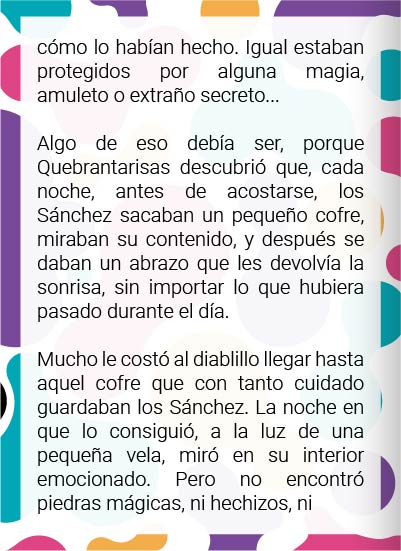 cómo lo habían hecho. Igual estaban
protegidos por alguna magia,
amuleto o extraño secreto...
Algo de eso debía ser, porque
Quebrantarisas descubrió que, cada
noche, antes de acostarse, los
Sánchez sacaban un pequeño cofre,
miraban su contenido, y después se
daban un abrazo que les devolvía la
sonrisa, sin importar lo que hubiera
pasado durante el día.
Mucho le costó al diablillo llegar hasta
aquel cofre que con tanto cuidado
guardaban los Sánchez. La noche en
que lo consiguió, a la luz de una
pequeña vela, miró en su interior
emocionado. Pero no encontró
piedras mágicas, ni hechizos, ni